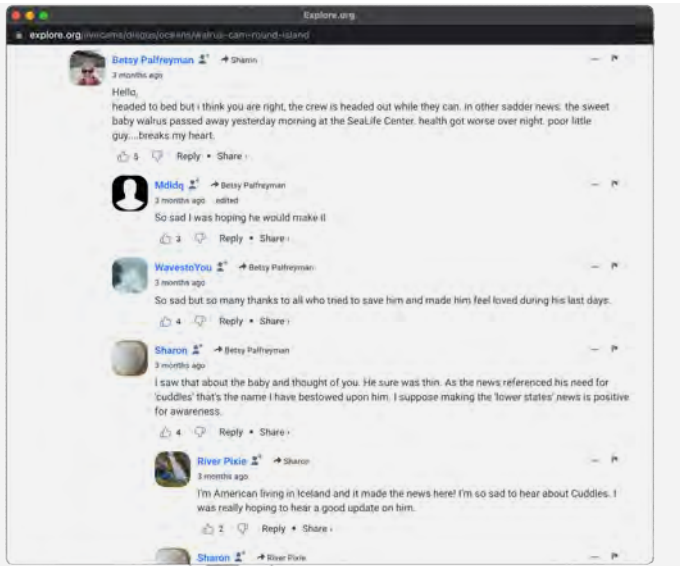 Explore.org
explore.org/livecams/disqus/oceans/walrus-cam-round-island
Betsy Palfreyman Sharon
3 months ago
Hello,
headed to bed but i think you are right, the crew is headed out while they can. in other sadder news. the sweet
baby walrus passed away yesterday morning at the SeaLife Center. health got worse over night. poor little
guy....breaks my heart.
5 Reply • Share ›
Mdldq Betsy Palfreyman
3 months ago edited
So sad I was hoping he would make it
3 Reply • Share ›
WavestoYou Betsy Palfreyman
3 months ago
So sad but so many thanks to all who tried to save him and made him feel loved during his last days.
4 Reply • Share ›
Sharon Betsy Palfreyman
3 months ago
I saw that about the baby and thought of you. He sure was thin. As the news referenced his need for
'cuddles' that's the name I have bestowed upon him. I suppose making the 'lower states' news is positive
for awareness.
4 Reply • Share ›
River Pixie Sharon
3 months ago
I'm American living in Iceland and it made the news here! I'm so sad to hear about Cuddles. I
was really hoping to hear a good update on him.
2 Reply • Share ›
Sharon River Pixie